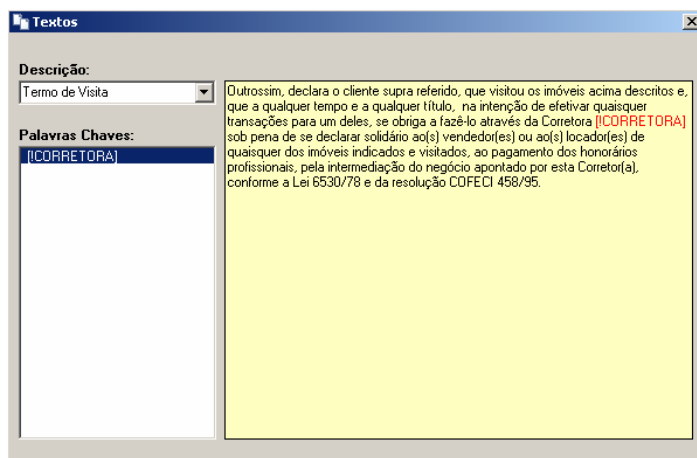 Textos
Descrição:
Termo de Visita
Palavras Chaves:
[!CORRETORA]
Outrossim, declara o cliente supra referido, que visitou os imóveis acima descritos e,
que a qualquer tempo e a qualquer título,  na intenção de efetivar quaisquer
transações para um deles, se obriga a fazê-lo através da Corretora [!CORRETORA]
sob pena de se declarar solidário ao(s) vendedor(es) ou ao(s) locador(es) de
quaisquer dos imóveis indicados e visitados, ao pagamento dos honorários
profissionais, pela intermediação do negócio apontado por esta Corretor(a),
conforme a Lei 6530/78 e da resolução COFECI 458/95.